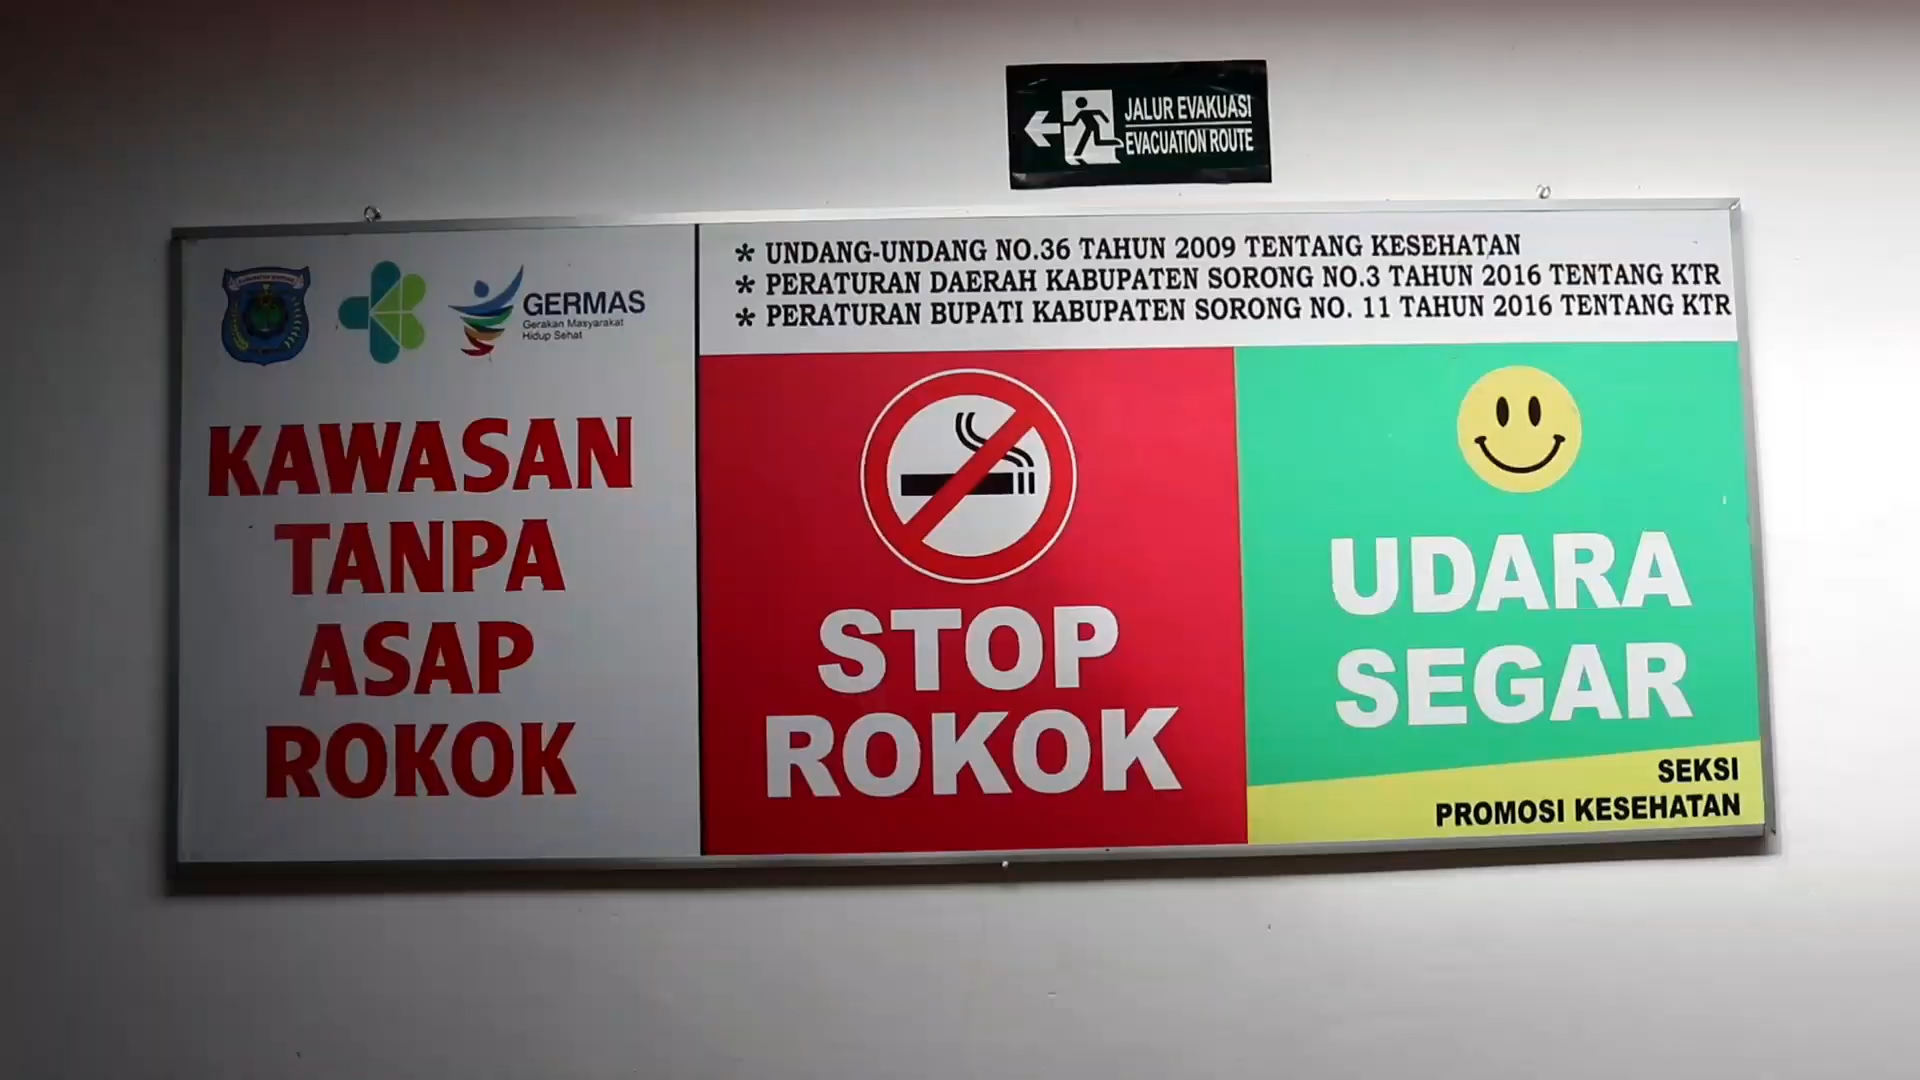 JALUR EVAKUASI
EVACUATION ROUTE
GERMAS
Gerakan Masyarakat
Hidup Sehat
KAWASAN
TANPA
ASAP
ROKOK
* UNDANG-UNDANG NO.36 TAHUN 2009 TENTANG KESEHATAN
* PERATURAN DAERAH KABUPATEN SORONG NO.3 TAHUN 2016 TENTANG KTR
* PERATURAN BUPATI KABUPATEN SORONG NO. 11 TAHUN 2016 TENTANG KTR
STOP
ROKOK
UDARA
SEGAR
SEKSI
PROMOSI KESEHATAN